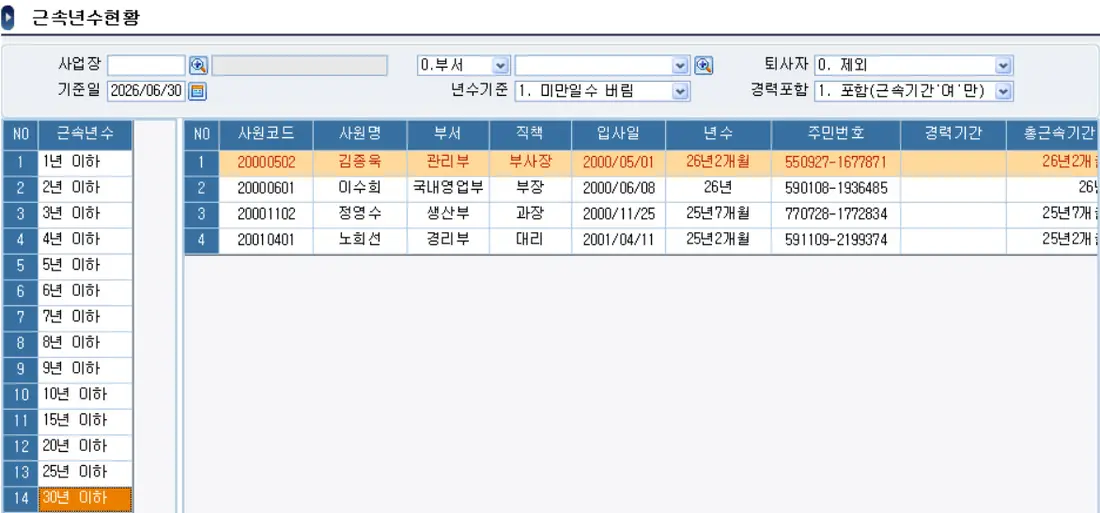 근속년수현황
사업장 0.부서 퇴사자 0. 제외
기준일 2026/06/30 년수기준 1. 미만일수 버림 경력포함 1. 포함(근속기간'여'만)
NO 근속년수
1 1년 이하
2 2년 이하
3 3년 이하
4 4년 이하
5 5년 이하
6 6년 이하
7 7년 이하
8 8년 이하
9 9년 이하
10 10년 이하
11 15년 이하
12 20년 이하
13 25년 이하
14 30년 이하
NO 사원코드 사원명 부서 직책 입사일 년수 주민번호 경력기간 총근속기간
1 20000502 김종욱 관리부 부사장 2000/05/01 26년2개월 550927-1677871 26년2개월
2 20000601 이수희 국내영업부 부장 2000/06/08 26년 590108-1936485 26년
3 20001102 정영수 생산부 과장 2000/11/25 25년7개월 770728-1772834 25년7개월
4 20010401 노희선 경리부 대리 2001/04/11 25년2개월 591109-2199374 25년2개월